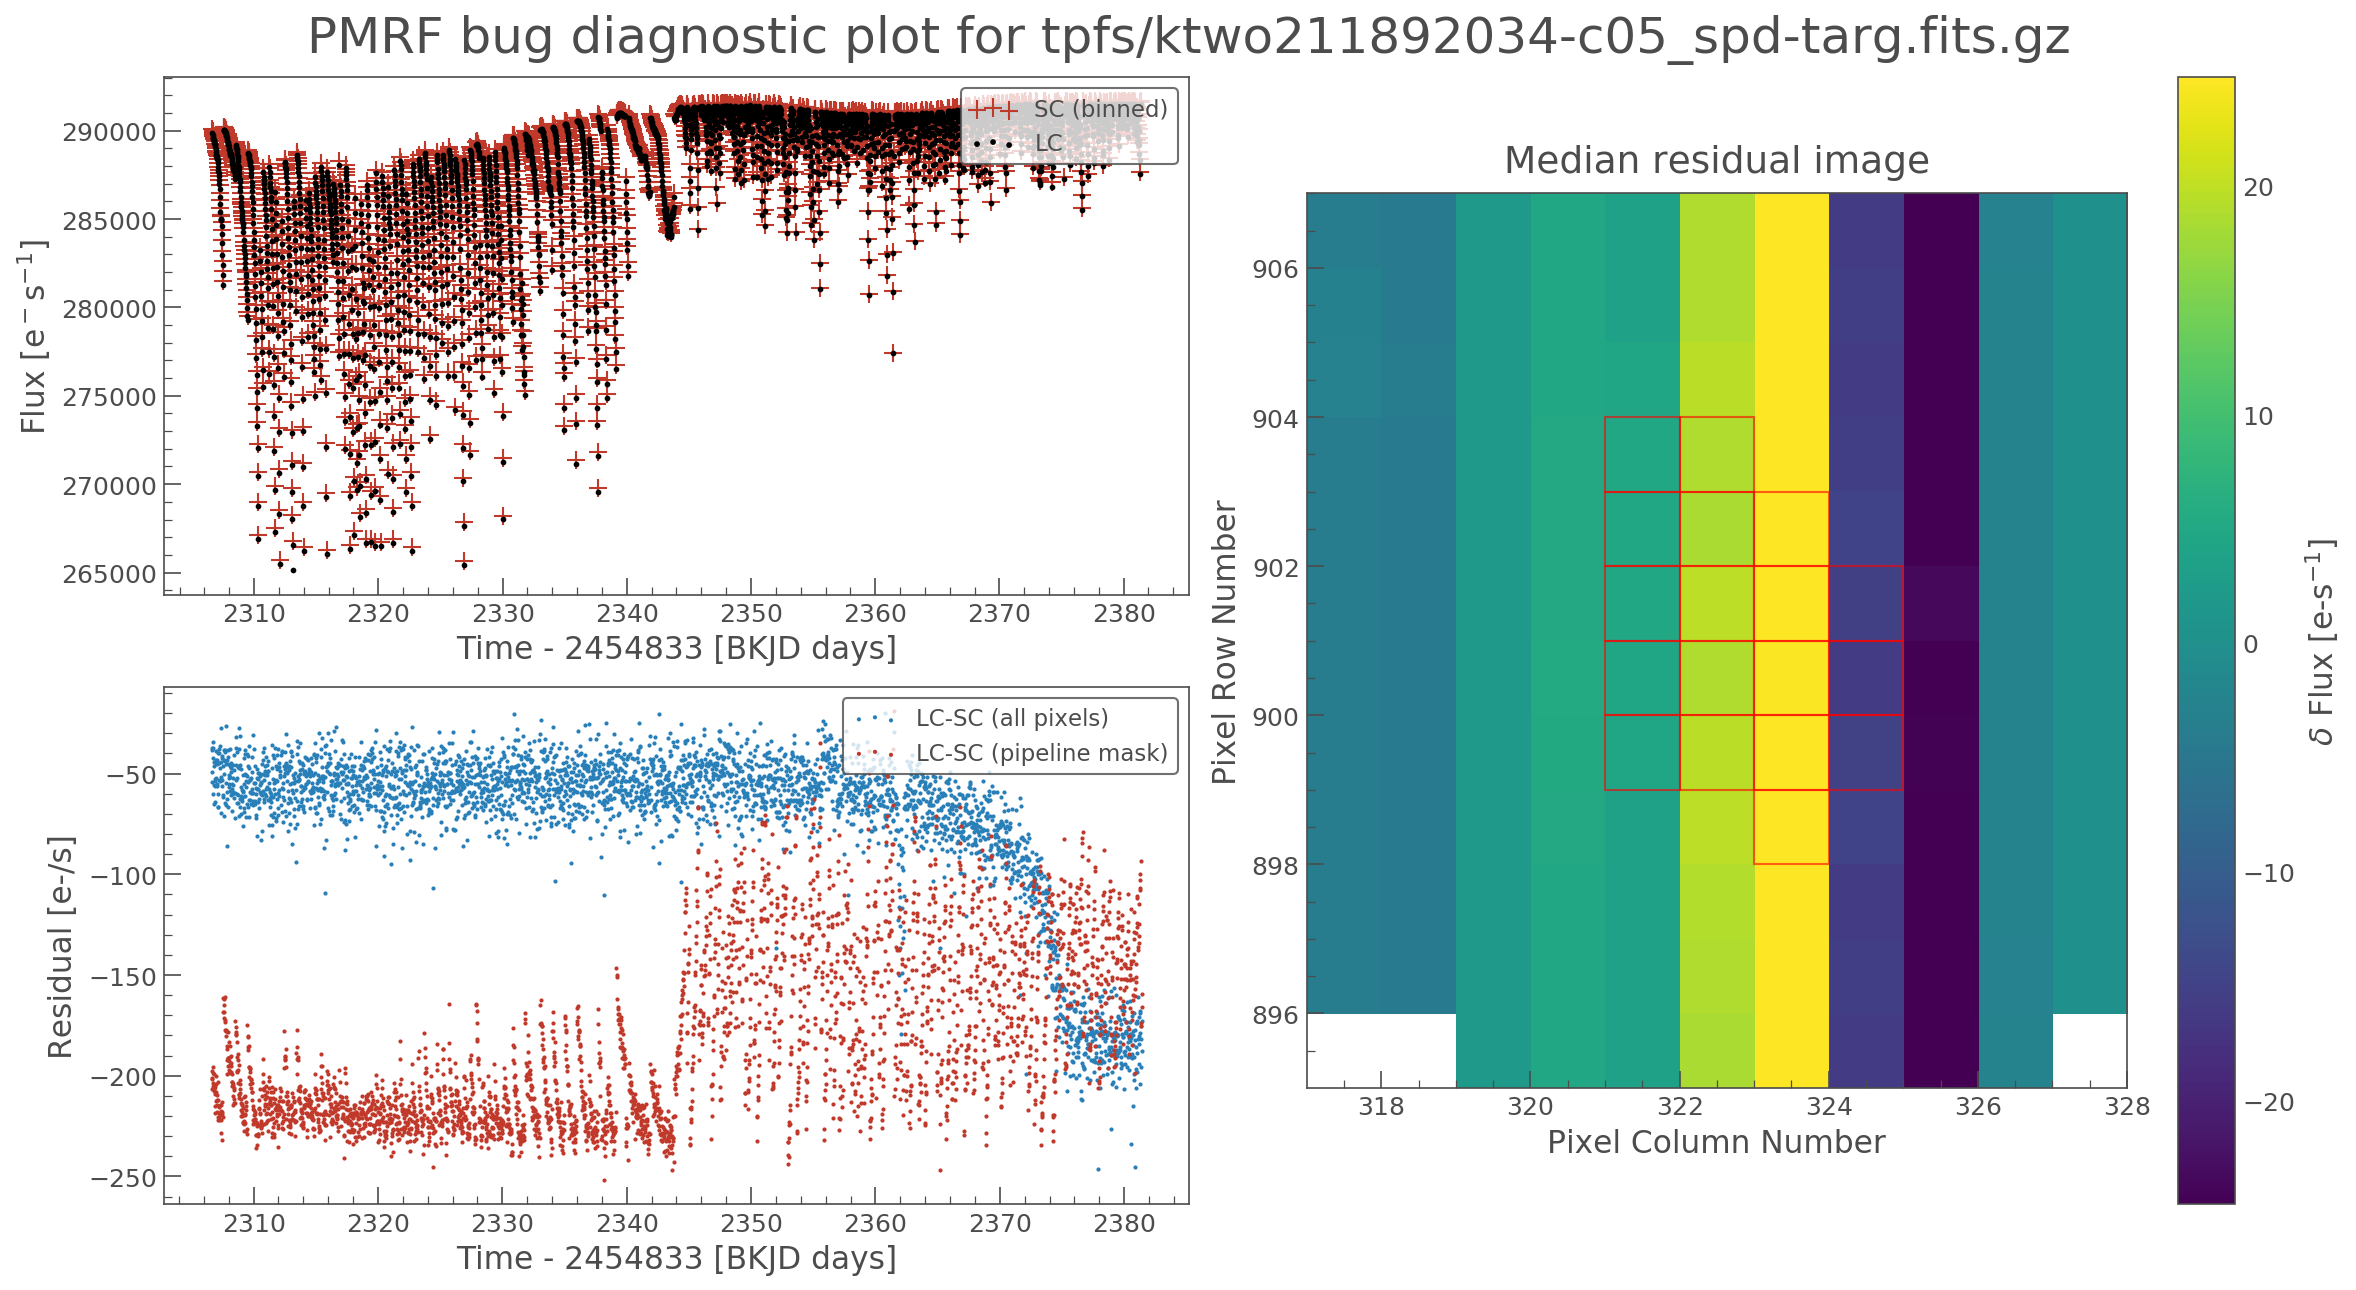 PMRF bug diagnostic plot for tpfs/ktwo211892034-c05_spd-targ.fits.gz
SC (binned)
LC
290000
285000
280000
275000
270000
265000
Flux [e⁻ s⁻¹]
2310 2320 2330 2340 2350 2360 2370 2380
Time - 2454833 [BKJD days]
LC-SC (all pixels)
LC-SC (pipeline mask)
−50
−100
−150
−200
−250
Residual [e-/s]
2310 2320 2330 2340 2350 2360 2370 2380
Time - 2454833 [BKJD days]
Median residual image
906
904
902
900
898
896
Pixel Row Number
318 320 322 324 326 328
Pixel Column Number
20
10
0
−10
−20
δ Flux [e-s⁻¹]